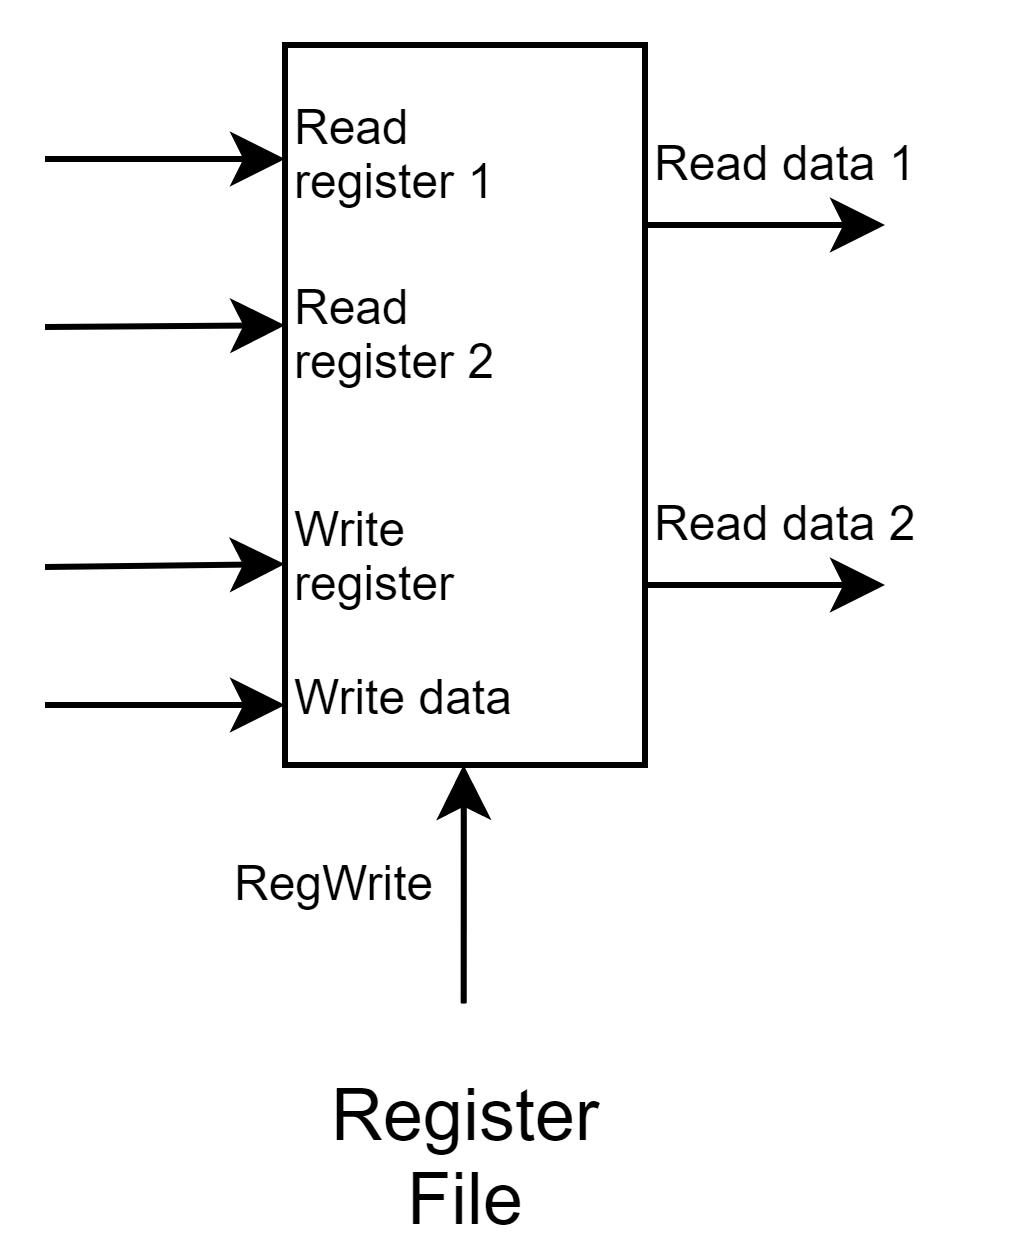 Read
register 1
Read data 1
Read
register 2
Write
register
Read data 2
Write data
RegWrite
Register
File